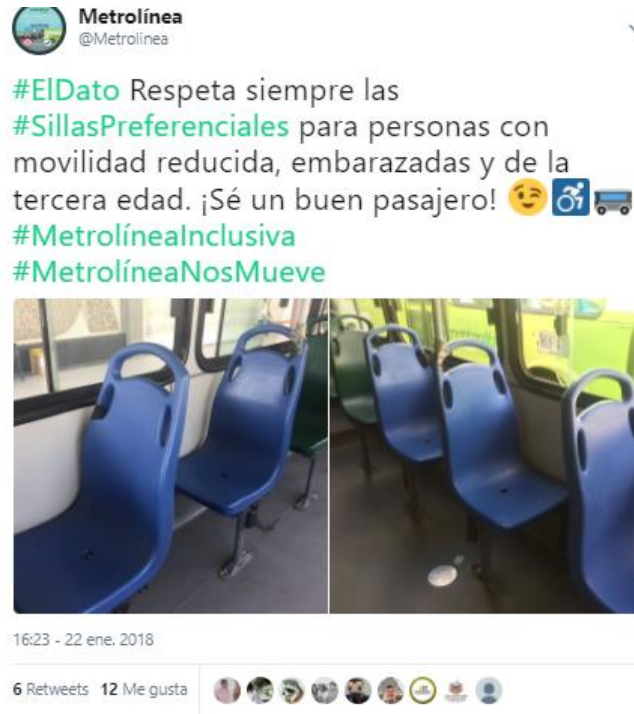 Metrolínea
@Metrolinea
#ElDato Respeta siempre las
#SillasPreferenciales para personas con
movilidad reducida, embarazadas y de la
tercera edad. ¡Sé un buen pasajero! 😉♿🚌
#MetrolíneaInclusiva
#MetrolíneaNosMueve
16:23 - 22 ene. 2018
6 Retweets 12 Me gusta